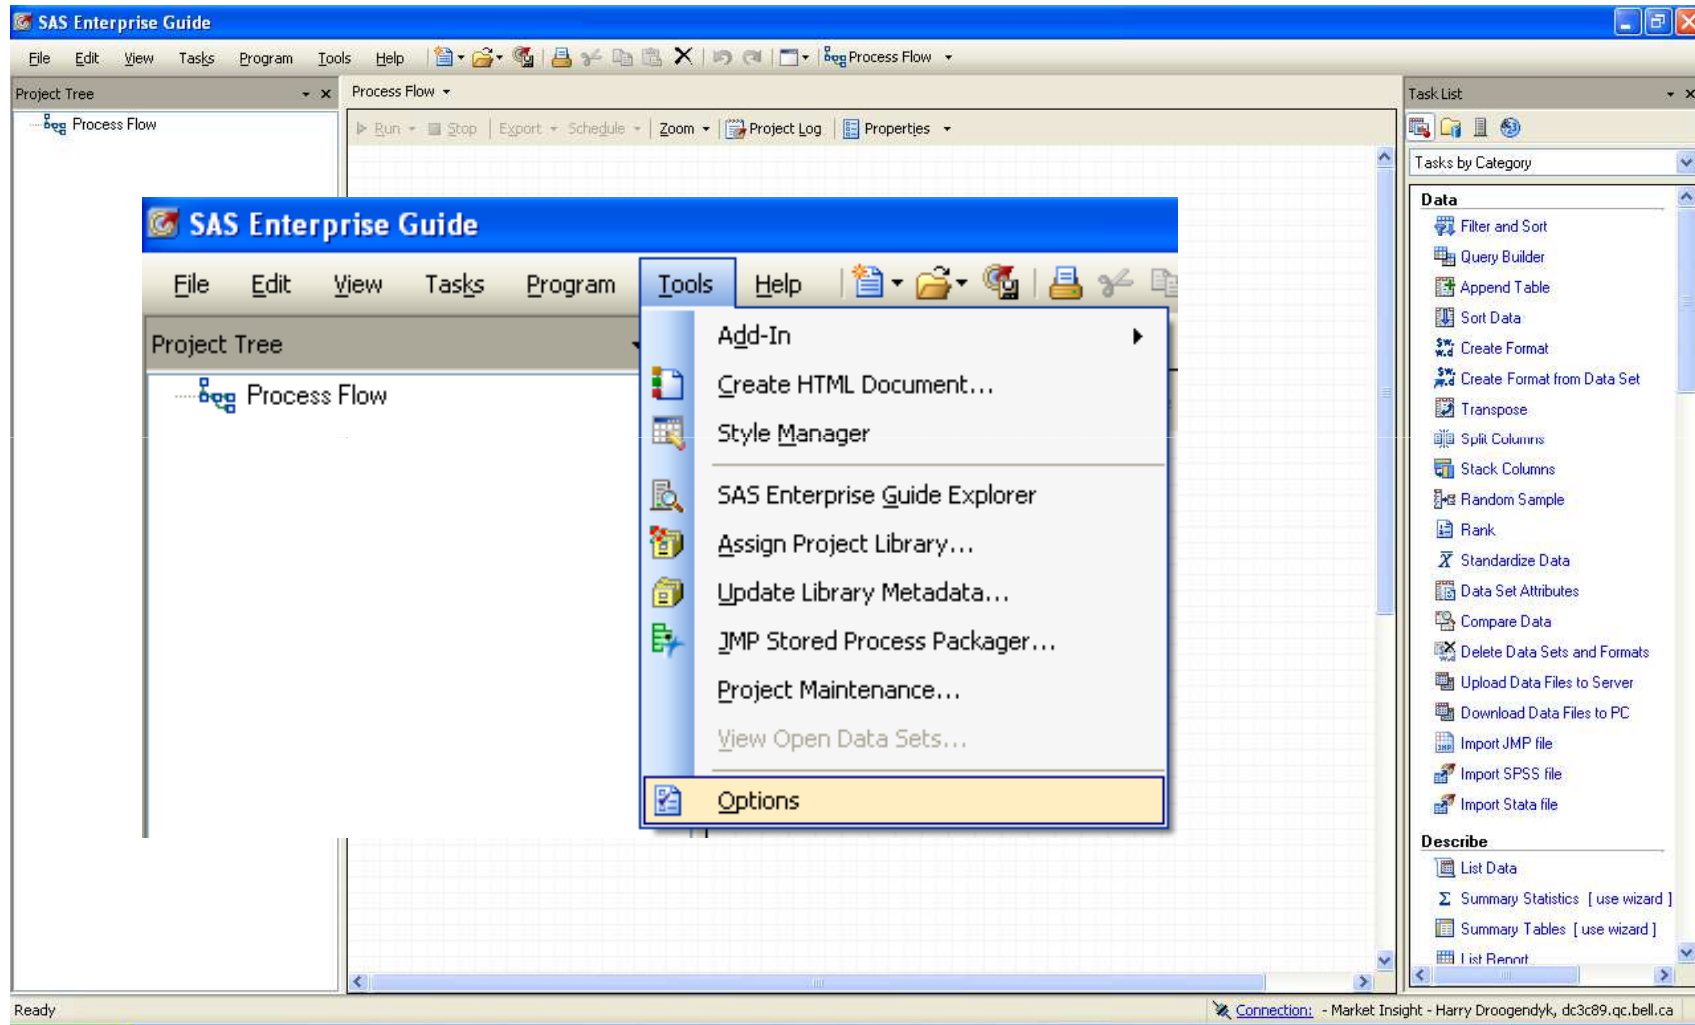 SAS Enterprise Guide
File Edit View Tasks Program Tools Help Process Flow
Project Tree
Process Flow
Process Flow
Run Stop Export Schedule Zoom Project Log Properties
SAS Enterprise Guide
File Edit View Tasks Program Tools Help
Project Tree
Process Flow
Add-In
Create HTML Document...
Style Manager
SAS Enterprise Guide Explorer
Assign Project Library...
Update Library Metadata...
JMP Stored Process Packager...
Project Maintenance...
View Open Data Sets...
Options
Task List
Tasks by Category
Data
Filter and Sort
Query Builder
Append Table
Sort Data
Create Format
Create Format from Data Set
Transpose
Split Columns
Stack Columns
Random Sample
Rank
Standardize Data
Data Set Attributes
Compare Data
Delete Data Sets and Formats
Upload Data Files to Server
Download Data Files to PC
Import JMP file
Import SPSS file
Import Stata file
Describe
List Data
Summary Statistics [ use wizard ]
Summary Tables [ use wizard ]
List Report
Ready
Connection: - Market Insight - Harry Droogendyk, dc3c89.qc.bell.ca